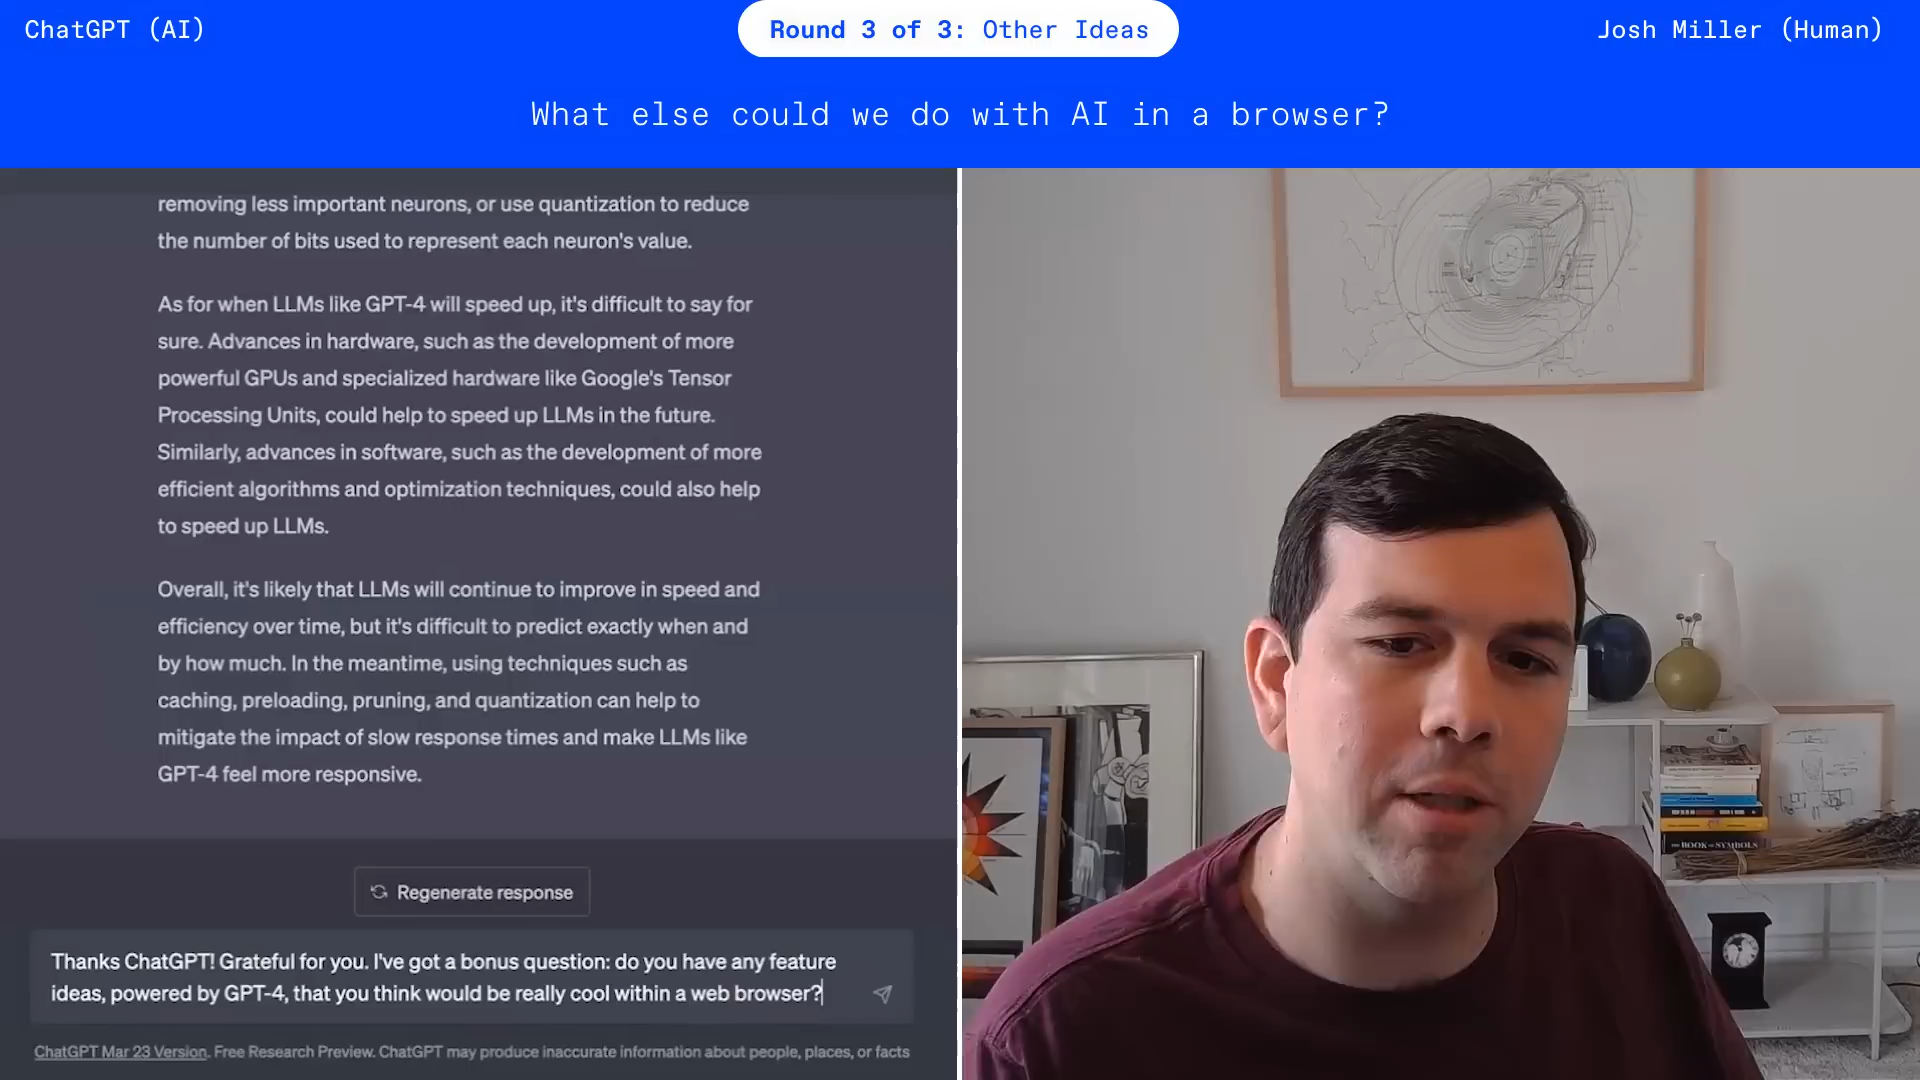 ChatGPT (AI)
Round 3 of 3: Other Ideas
Josh Miller (Human)
What else could we do with AI in a browser?
removing less important neurons, or use quantization to reduce
the number of bits used to represent each neuron's value.
As for when LLMs like GPT-4 will speed up, it's difficult to say for
sure. Advances in hardware, such as the development of more
powerful GPUs and specialized hardware like Google's Tensor
Processing Units, could help to speed up LLMs in the future.
Similarly, advances in software, such as the development of more
efficient algorithms and optimization techniques, could also help
to speed up LLMs.
Overall, it's likely that LLMs will continue to improve in speed and
efficiency over time, but it's difficult to predict exactly when and
by how much. In the meantime, using techniques such as
caching, preloading, pruning, and quantization can help to
mitigate the impact of slow response times and make LLMs like
GPT-4 feel more responsive.
Regenerate response
Thanks ChatGPT! Grateful for you. I've got a bonus question: do you have any feature
ideas, powered by GPT-4, that you think would be really cool within a web browser?
ChatGPT Mar 23 Version. Free Research Preview. ChatGPT may produce inaccurate information about people, places, or facts
THE BOOK OF SYMBOLS